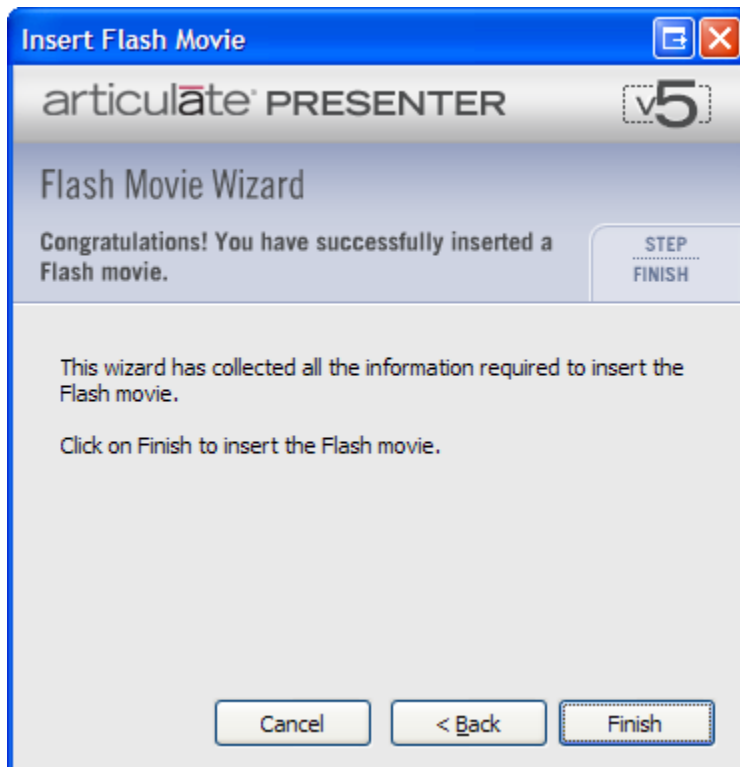 Insert Flash Movie
articulāte PRESENTER v5
Flash Movie Wizard
Congratulations! You have successfully inserted a
Flash movie.
STEP
FINISH
This wizard has collected all the information required to insert the
Flash movie.
Click on Finish to insert the Flash movie.
Cancel < Back Finish